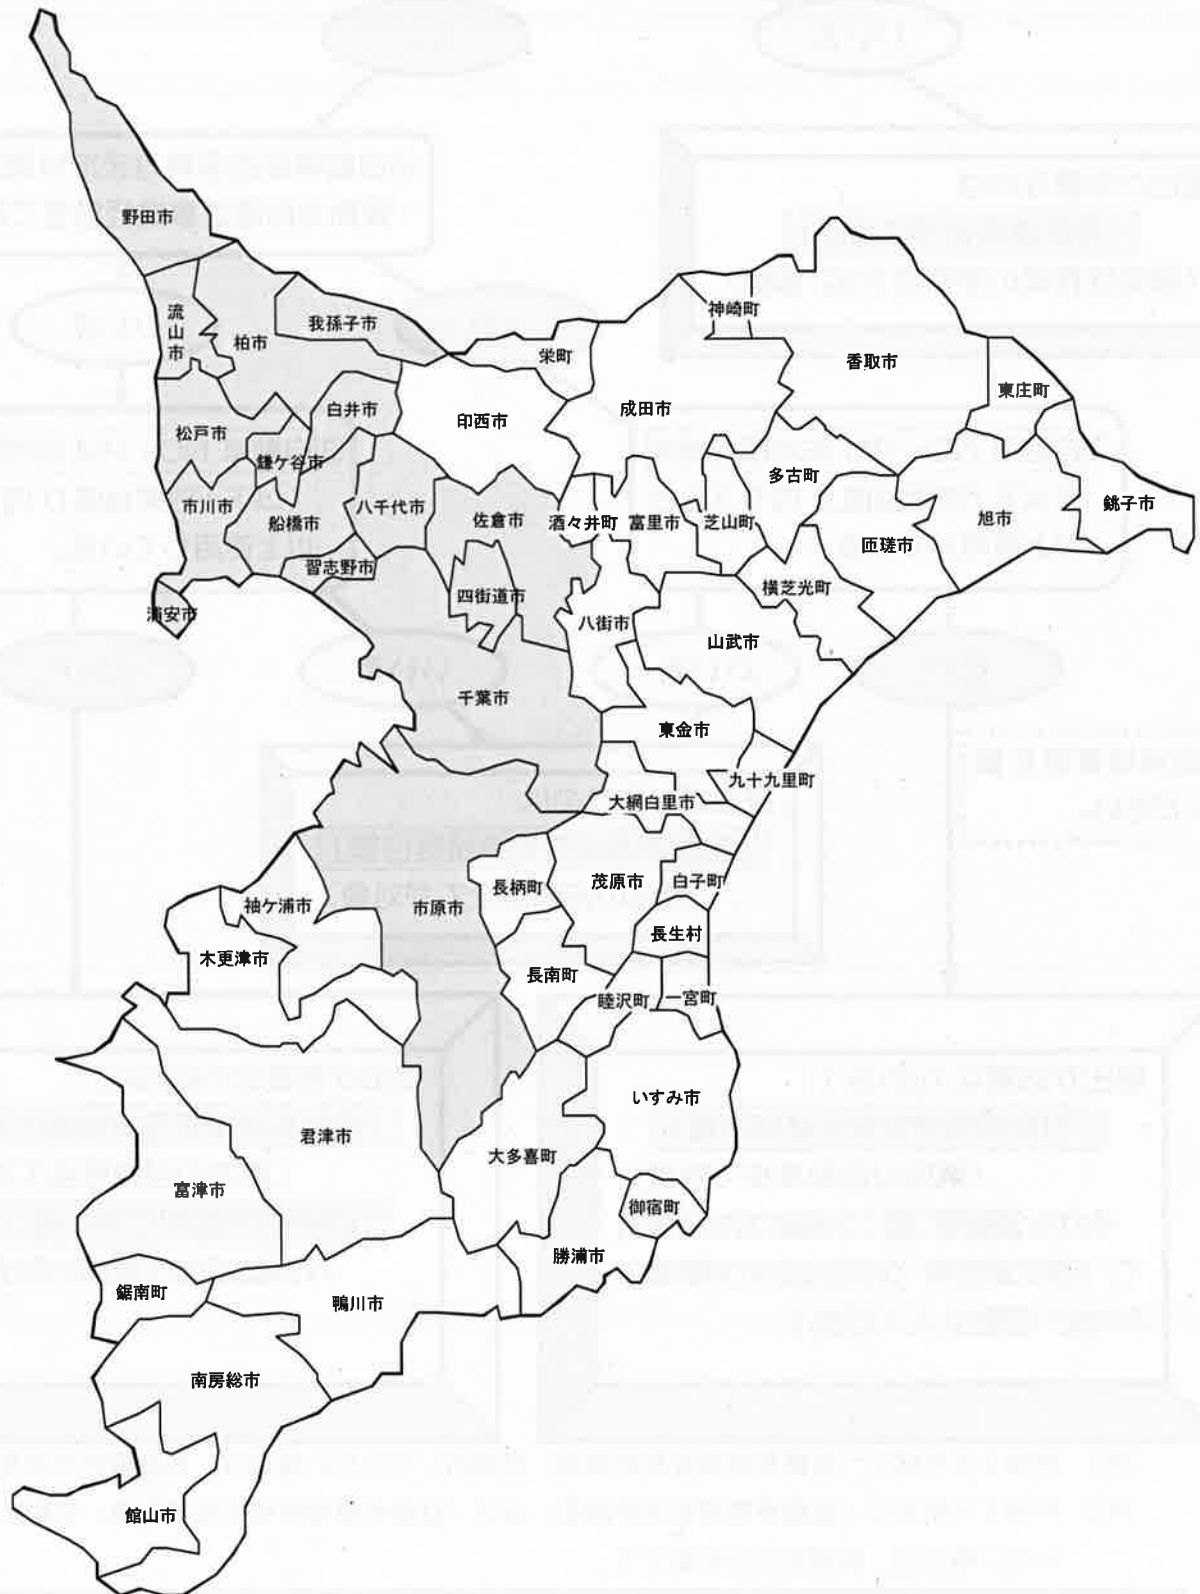 野田市
流山市
柏市
我孫子市
栄町
神崎町
香取市
東庄町
松戸市
鎌ケ谷市
白井市
印西市
成田市
多古町
銚子市
市川市
船橋市
八千代市
佐倉市
酒々井町
富里市
芝山町
匝瑳市
旭市
浦安市
習志野市
四街道市
八街市
横芝光町
山武市
千葉市
東金市
九十九里町
大網白里市
袖ケ浦市
市原市
長柄町
茂原市
白子町
木更津市
長生村
長南町
睦沢町
一宮町
君津市
いすみ市
富津市
大多喜町
御宿町
勝浦市
鋸南町
鴨川市
南房総市
館山市